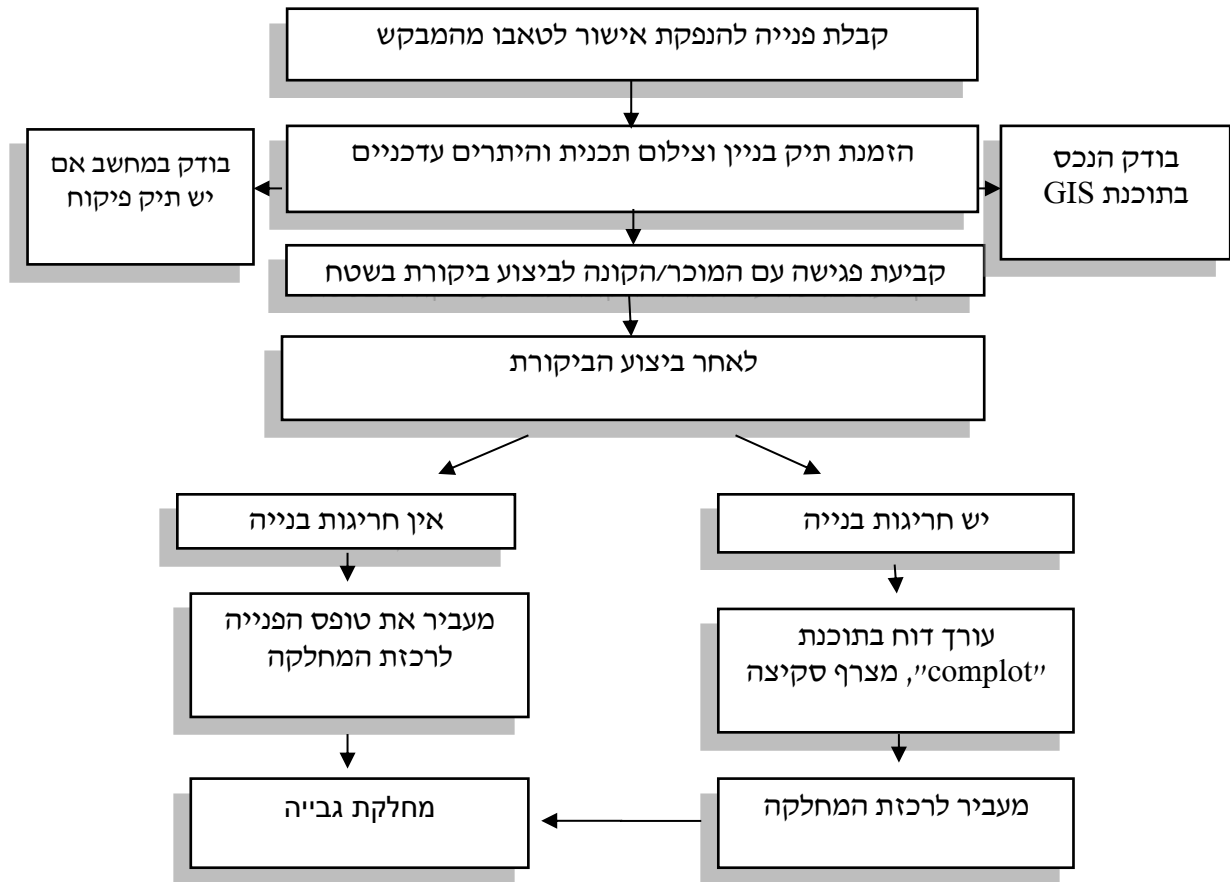 קבלת פנייה להנפקת אישור לטאבו מהמבקש
בודק הנכס
בתוכנת GIS
הזמנת תיק בניין וצילום תכנית והיתרים עדכניים
בודק במחשב אם
יש תיק פיקוח
קביעת פגישה עם המוכר/הקונה לביצוע ביקורת בשטח
לאחר ביצוע הביקורת
יש חריגות בנייה
אין חריגות בנייה
עורך דוח בתוכנת
"complot", מצרף סקיצה
מעביר את טופס הפנייה
לרכזת המחלקה
מעביר לרכזת המחלקה
מחלקת גבייה